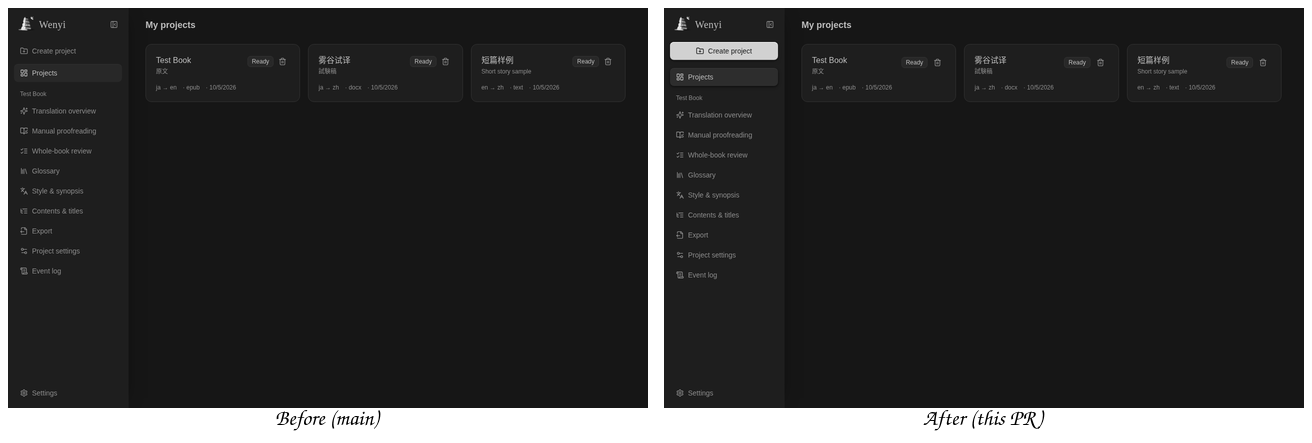 Wenyi
Create project
Projects
Test Book
Translation overview
Manual proofreading
Whole-book review
Glossary
Style & synopsis
Contents & titles
Export
Project settings
Event log
Settings
My projects
Test Book
原文
Ready
ja → en · epub · 10/5/2026
雾谷试译
試験稿
Ready
ja → zh · docx · 10/5/2026
短篇样例
Short story sample
Ready
en → zh · text · 10/5/2026
Before (main)
Wenyi
Create project
Projects
Test Book
Translation overview
Manual proofreading
Whole-book review
Glossary
Style & synopsis
Contents & titles
Export
Project settings
Event log
Settings
My projects
Test Book
原文
Ready
ja → en · epub · 10/5/2026
雾谷试译
試験稿
Ready
ja → zh · docx · 10/5/2026
短篇样例
Short story sample
Ready
en → zh · text · 10/5/2026
After (this PR)